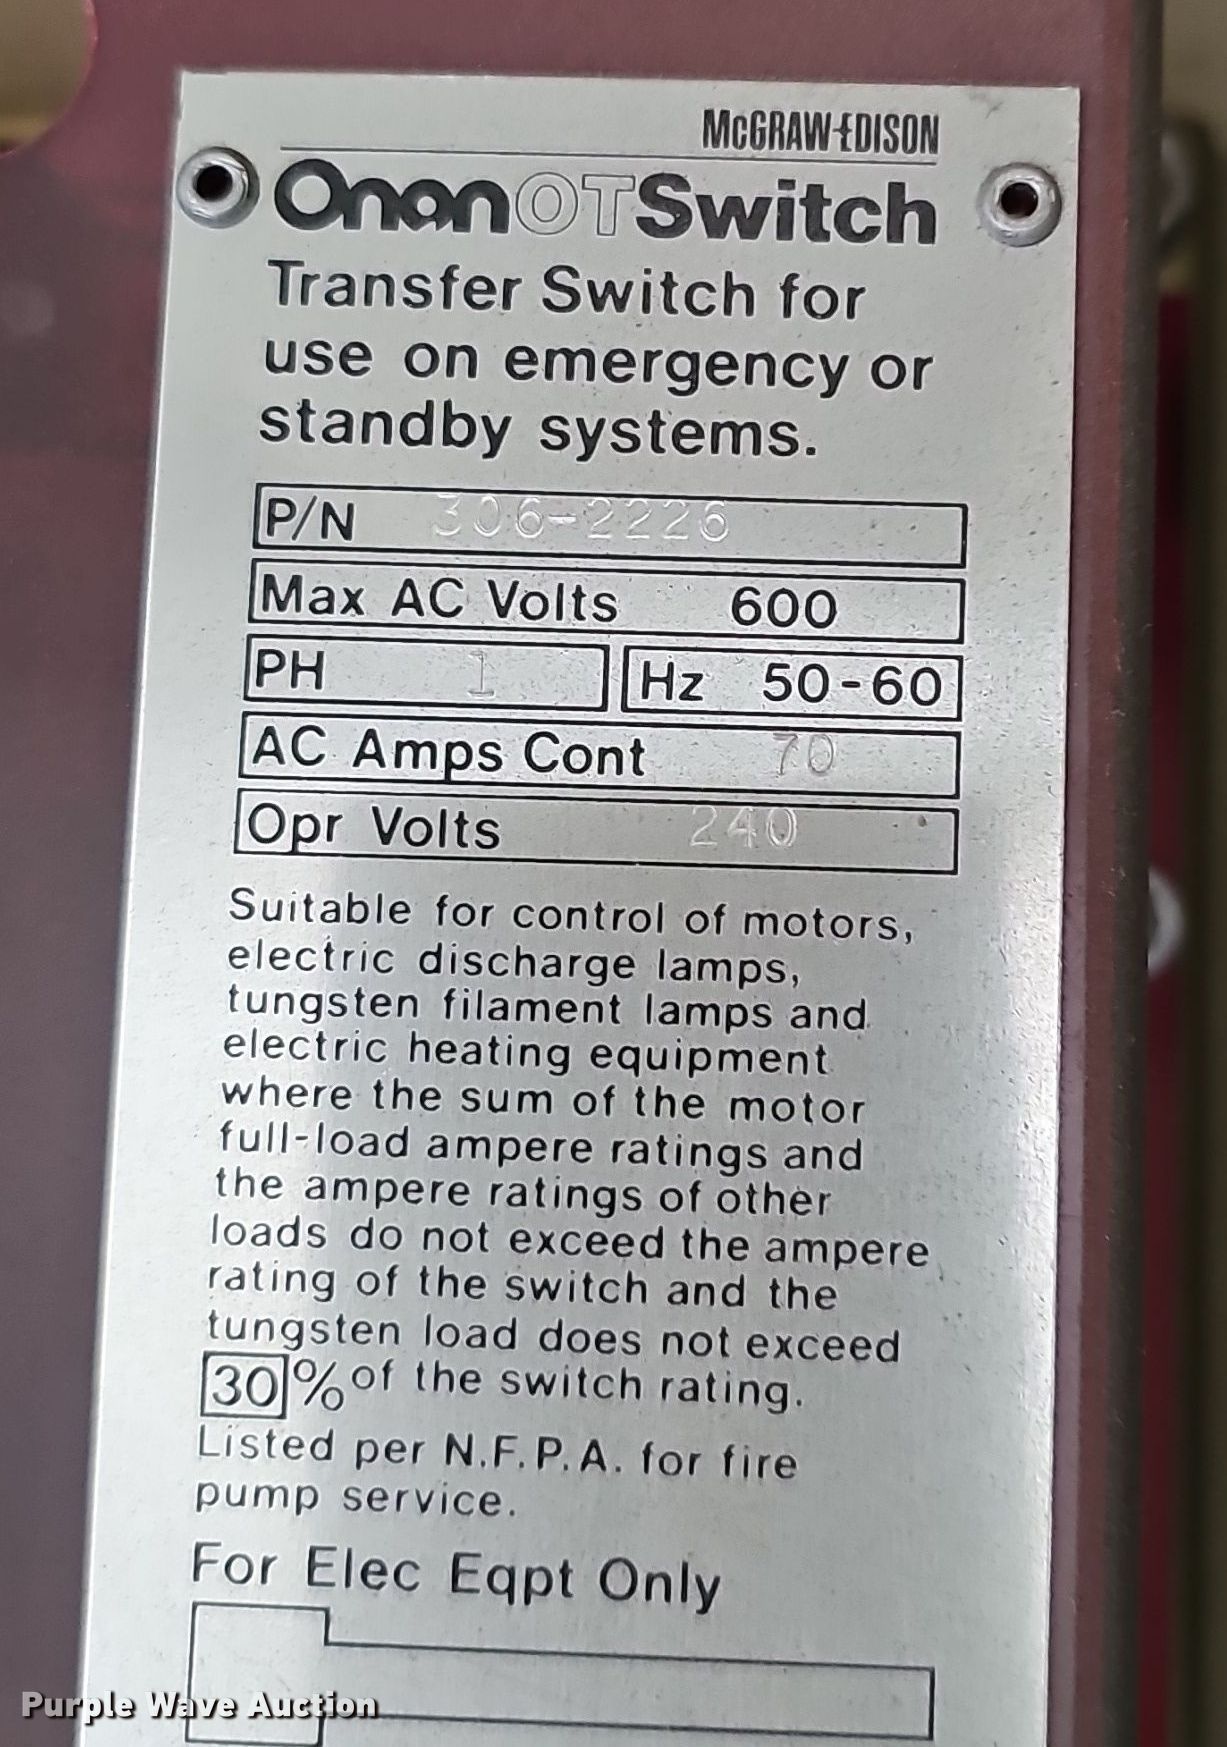 McGRAW-EDISON
Onan OT Switch
Transfer Switch for
use on emergency or
standby systems.
P/N 306-2226
Max AC Volts 600
PH 1 Hz 50-60
AC Amps Cont 70
Opr Volts 240
Suitable for control of motors,
electric discharge lamps,
tungsten filament lamps and
electric heating equipment
where the sum of the motor
full-load ampere ratings and
the ampere ratings of other
loads do not exceed the ampere
rating of the switch and the
tungsten load does not exceed
30 % of the switch rating.
Listed per N.F.P.A. for fire
pump service.
For Elec Eqpt Only
Purple Wave Auction